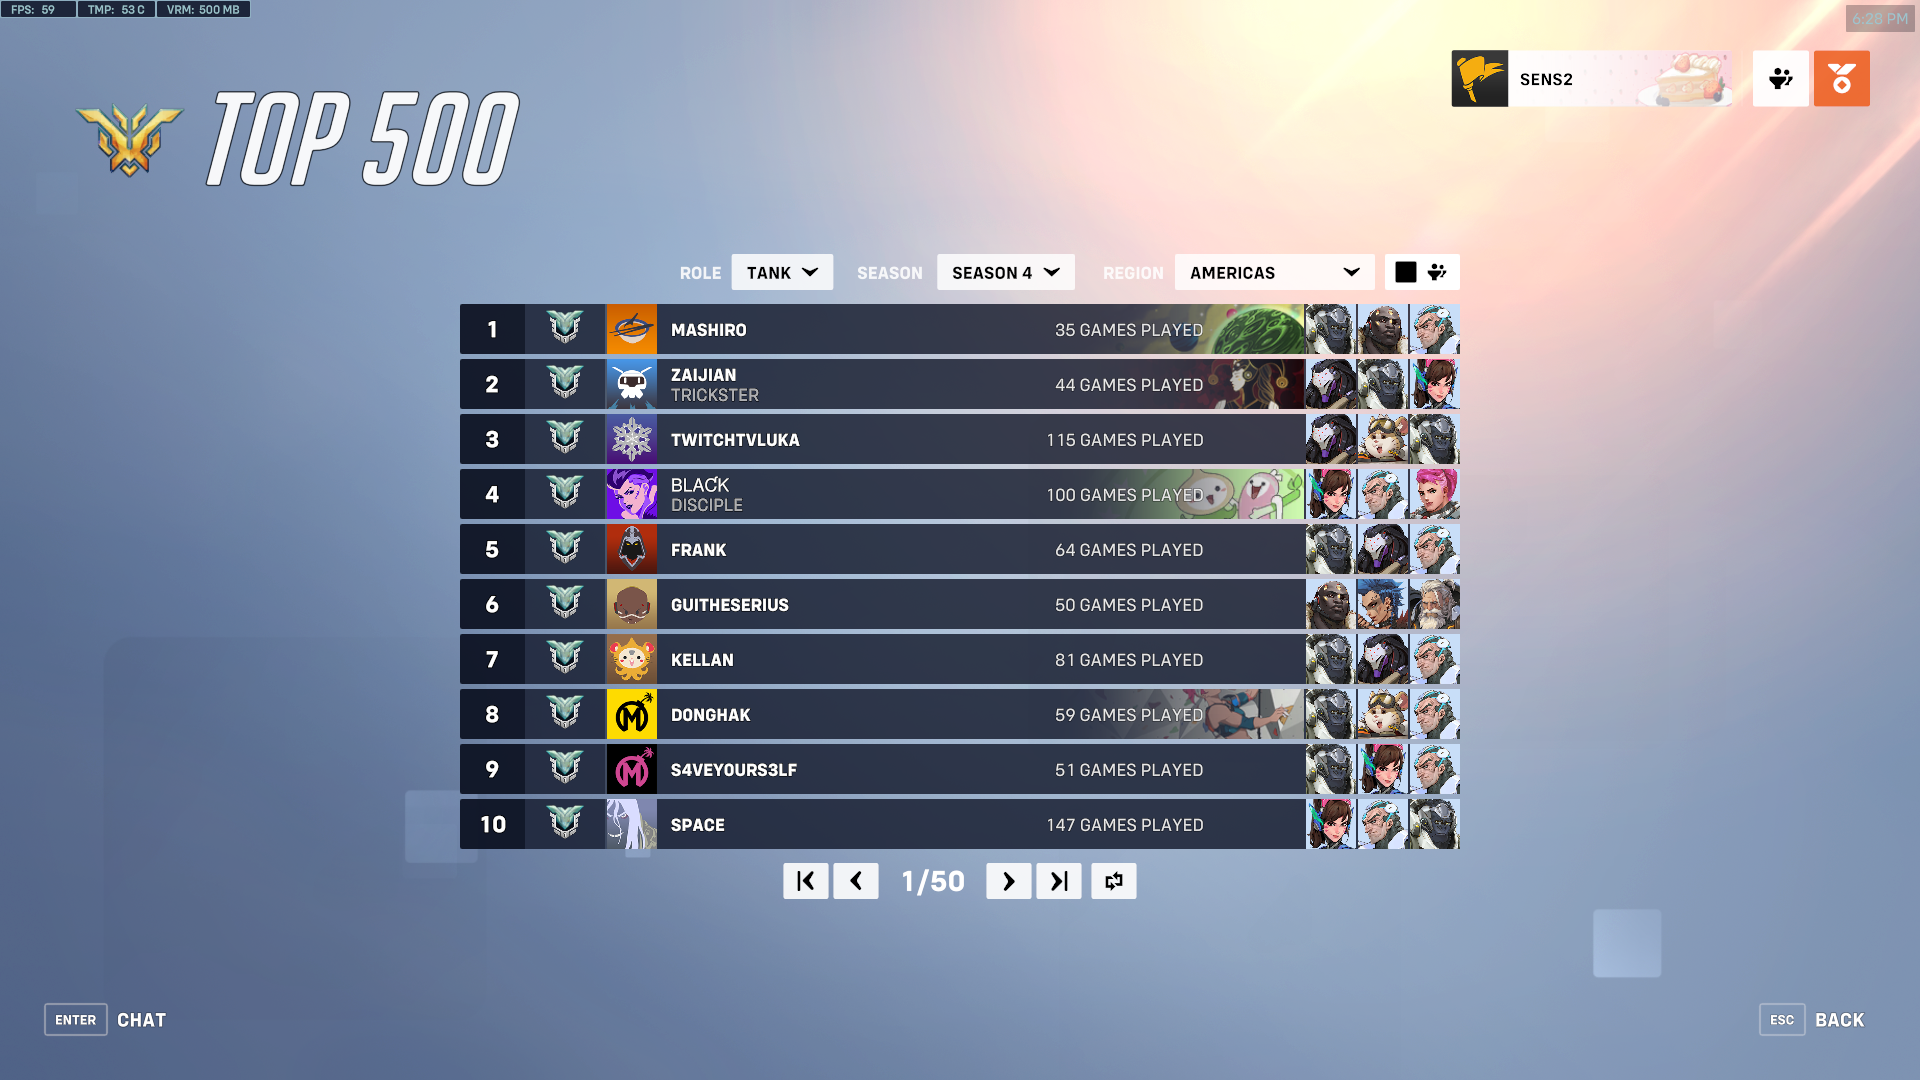 FPS: 59 TMP: 53 C VRM: 500 MB
6:28 PM
SENS2
TOP 500
ROLE TANK SEASON SEASON 4 REGION AMERICAS
1 MASHIRO 35 GAMES PLAYED
2 ZAIJIAN 44 GAMES PLAYED
TRICKSTER
3 TWITCHTVLUKA 115 GAMES PLAYED
4 BLACK 100 GAMES PLAYED
DISCIPLE
5 FRANK 64 GAMES PLAYED
6 GUITHESERIUS 50 GAMES PLAYED
7 KELLAN 81 GAMES PLAYED
8 DONGHAK 59 GAMES PLAYED
9 S4VEYOURS3LF 51 GAMES PLAYED
10 SPACE 147 GAMES PLAYED
1/50
ENTER CHAT
ESC BACK